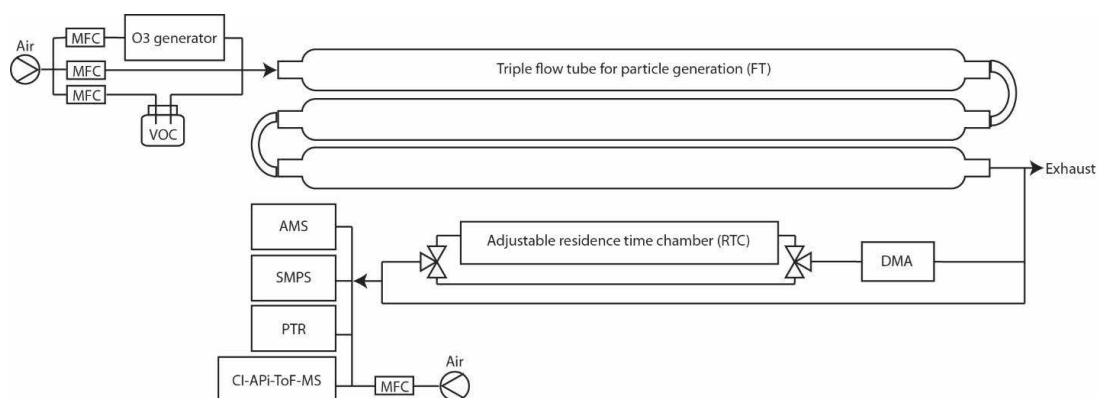 Air
MFC
O3 generator
MFC
MFC
VOC
Triple flow tube for particle generation (FT)
Exhaust
AMS
Adjustable residence time chamber (RTC)
DMA
SMPS
PTR
CI-APi-ToF-MS
MFC
Air